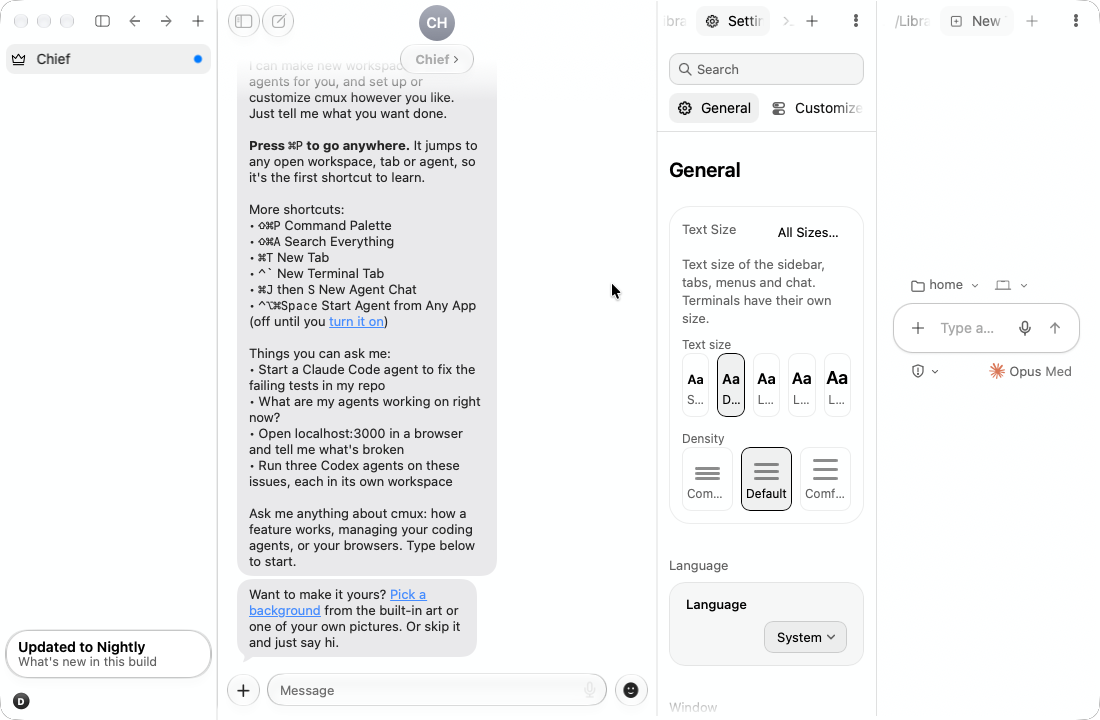 Chief
Updated to Nightly
What's new in this build
D
CH
Chief
I can make new workspac
agents for you, and set up or
customize cmux however you like.
Just tell me what you want done.
Press ⌘P to go anywhere. It jumps to
any open workspace, tab or agent, so
it's the first shortcut to learn.
More shortcuts:
• ⇧⌘P Command Palette
• ⇧⌘A Search Everything
• ⌘T New Tab
• ^` New Terminal Tab
• ⌘J then S New Agent Chat
• ^⌥⌘Space Start Agent from Any App
(off until you turn it on)
Things you can ask me:
• Start a Claude Code agent to fix the
failing tests in my repo
• What are my agents working on right
now?
• Open localhost:3000 in a browser
and tell me what's broken
• Run three Codex agents on these
issues, each in its own workspace
Ask me anything about cmux: how a
feature works, managing your coding
agents, or your browsers. Type below
to start.
Want to make it yours? Pick a
background from the built-in art or
one of your own pictures. Or skip it
and just say hi.
Message
Settin
Search
General
Customize
General
Text Size
All Sizes...
Text size of the sidebar,
tabs, menus and chat.
Terminals have their own
size.
Text size
Aa Aa Aa Aa Aa
S... D... L... L... L...
Density
Com... Default Comf...
Language
Language
System
Window
/Libra
New
home
Type a...
Opus Med